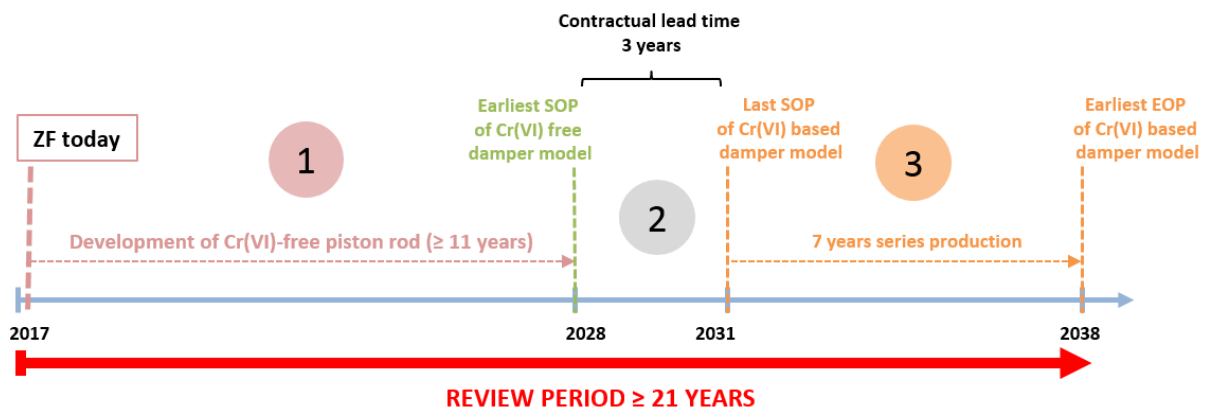 Contractual lead time
3 years
ZF today
1
Earliest SOP
of Cr(VI) free
damper model
2
Last SOP
of Cr(VI) based
damper model
3
Earliest EOP
of Cr(VI) based
damper model
Development of Cr(VI)-free piston rod (≥ 11 years)
7 years series production
2017
2028
2031
2038
REVIEW PERIOD ≥ 21 YEARS